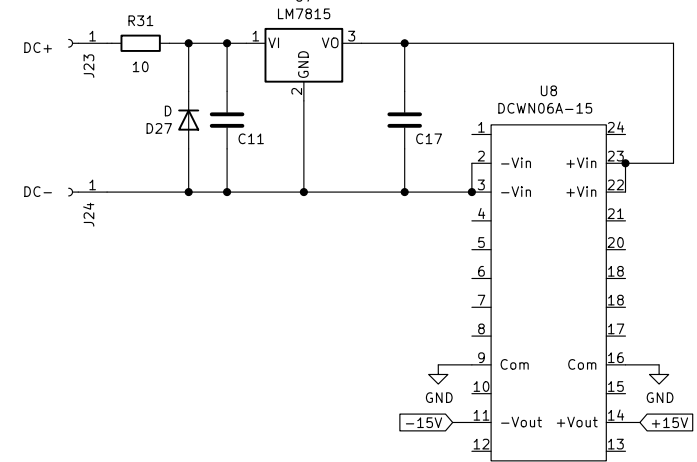 R31
LM7815
DC+
1
J23
10
1
VI
VO
3
GND
2
D
D27
C11
C17
U8
DCWN06A-15
DC-
1
J24
1
24
2
-Vin
+Vin
23
3
-Vin
+Vin
22
4
21
5
20
6
18
7
18
8
17
9
Com
Com
16
GND
10
15
GND
-15V
11
-Vout
+Vout
14
+15V
12
13